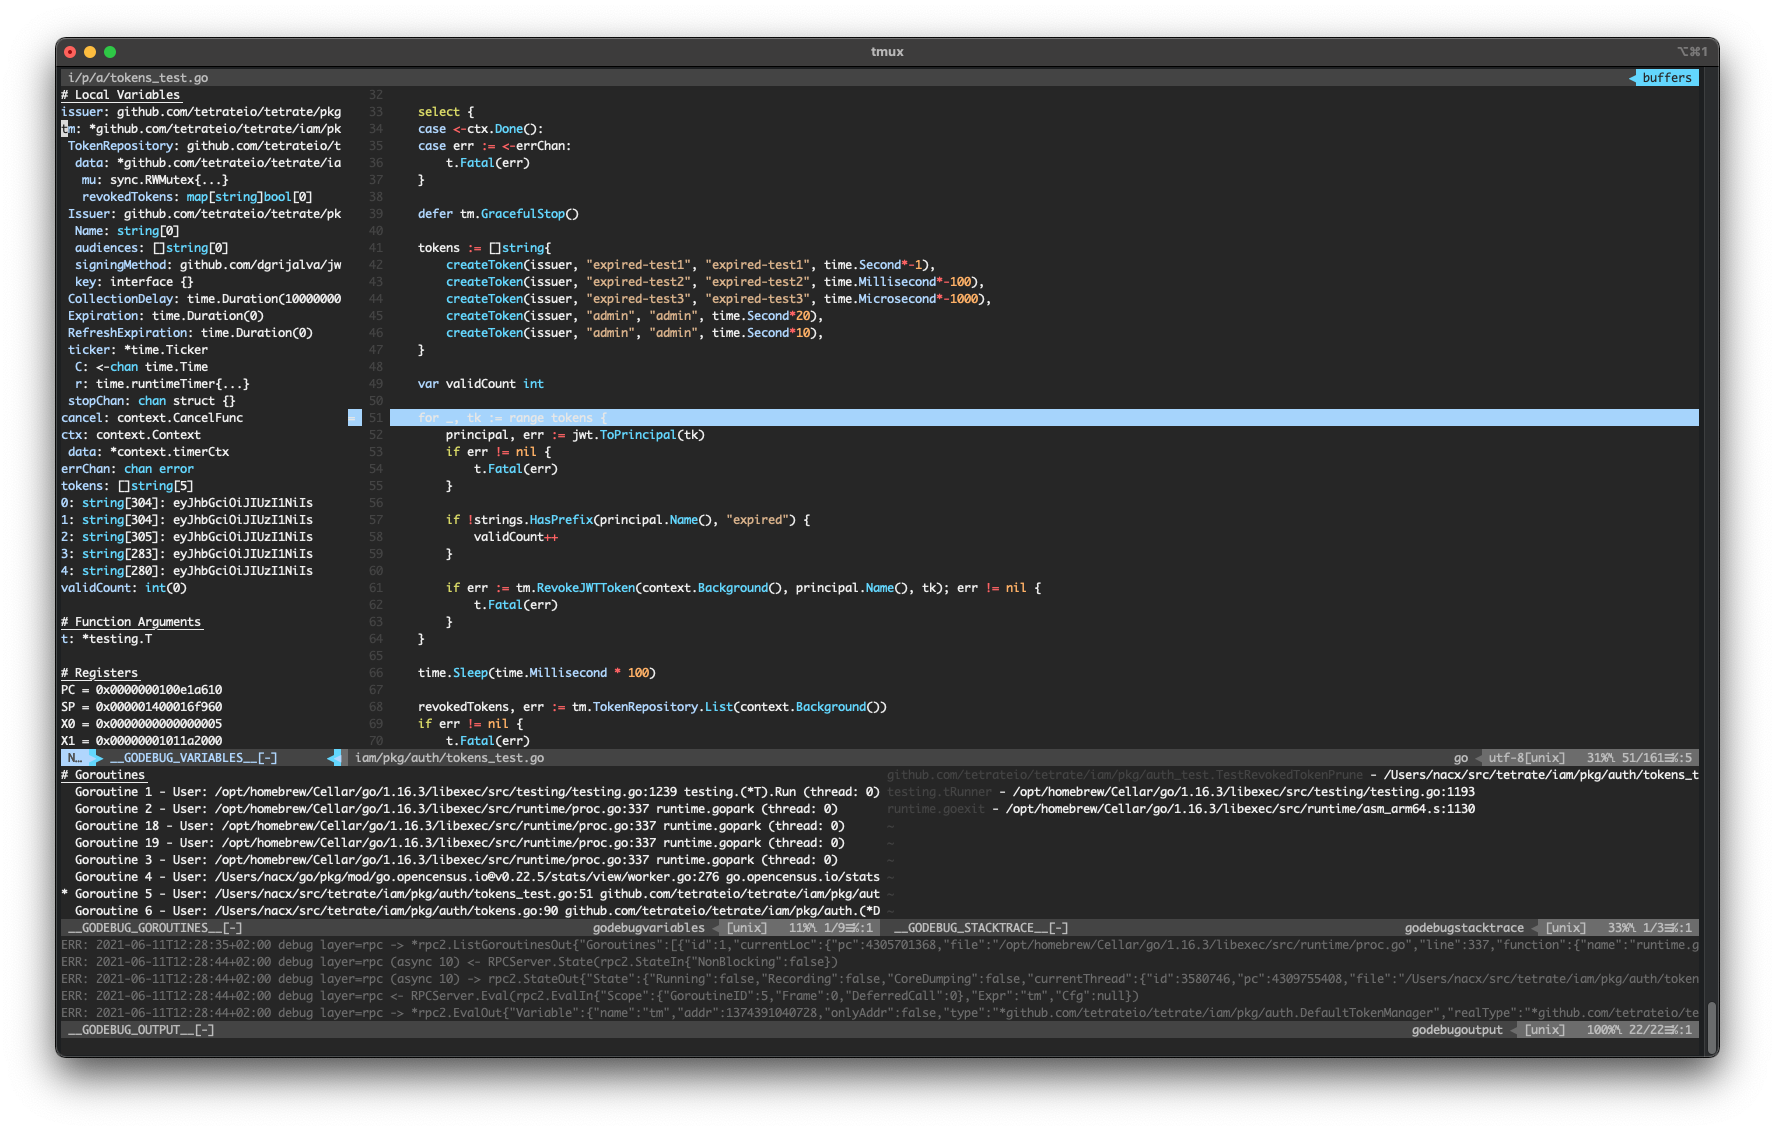 tmux
⌥⌘1
i/p/a/tokens_test.go
buffers
# Local Variables
issuer: github.com/tetrateio/tetrate/pkg
tm: *github.com/tetrateio/tetrate/iam/pk
TokenRepository: github.com/tetrateio/t
data: *github.com/tetrateio/tetrate/ia
mu: sync.RWMutex{...}
revokedTokens: map[string]bool[0]
Issuer: github.com/tetrateio/tetrate/pk
Name: string[0]
audiences: []string[0]
signingMethod: github.com/dgrijalva/jw
key: interface {}
CollectionDelay: time.Duration(10000000
Expiration: time.Duration(0)
RefreshExpiration: time.Duration(0)
ticker: *time.Ticker
C: <-chan time.Time
r: time.runtimeTimer{...}
stopChan: chan struct {}
cancel: context.CancelFunc
ctx: context.Context
data: *context.timerCtx
errChan: chan error
tokens: []string[5]
0: string[304]: eyJhbGciOiJIUzI1NiIs
1: string[304]: eyJhbGciOiJIUzI1NiIs
2: string[305]: eyJhbGciOiJIUzI1NiIs
3: string[283]: eyJhbGciOiJIUzI1NiIs
4: string[280]: eyJhbGciOiJIUzI1NiIs
validCount: int(0)
# Function Arguments
t: *testing.T
# Registers
PC = 0x0000000100e1a610
SP = 0x000001400016f960
X0 = 0x0000000000000005
X1 = 0x00000001011a2000
N… __GODEBUG_VARIABLES__[-]
32
33 select {
34 case <-ctx.Done():
35 case err := <-errChan:
36 t.Fatal(err)
37 }
38
39 defer tm.GracefulStop()
40
41 tokens := []string{
42 createToken(issuer, "expired-test1", "expired-test1", time.Second*-1),
43 createToken(issuer, "expired-test2", "expired-test2", time.Millisecond*-100),
44 createToken(issuer, "expired-test3", "expired-test3", time.Microsecond*-1000),
45 createToken(issuer, "admin", "admin", time.Second*20),
46 createToken(issuer, "admin", "admin", time.Second*10),
47 }
48
49 var validCount int
50
= 51 for _, tk := range tokens {
52 principal, err := jwt.ToPrincipal(tk)
53 if err != nil {
54 t.Fatal(err)
55 }
56
57 if !strings.HasPrefix(principal.Name(), "expired") {
58 validCount++
59 }
60
61 if err := tm.RevokeJWTToken(context.Background(), principal.Name(), tk); err != nil {
62 t.Fatal(err)
63 }
64 }
65
66 time.Sleep(time.Millisecond * 100)
67
68 revokedTokens, err := tm.TokenRepository.List(context.Background())
69 if err != nil {
70 t.Fatal(err)
iam/pkg/auth/tokens_test.go go utf-8[unix] 31% 51/161 :5
# Goroutines
Goroutine 1 - User: /opt/homebrew/Cellar/go/1.16.3/libexec/src/testing/testing.go:1239 testing.(*T).Run (thread: 0)
Goroutine 2 - User: /opt/homebrew/Cellar/go/1.16.3/libexec/src/runtime/proc.go:337 runtime.gopark (thread: 0)
Goroutine 18 - User: /opt/homebrew/Cellar/go/1.16.3/libexec/src/runtime/proc.go:337 runtime.gopark (thread: 0)
Goroutine 19 - User: /opt/homebrew/Cellar/go/1.16.3/libexec/src/runtime/proc.go:337 runtime.gopark (thread: 0)
Goroutine 3 - User: /opt/homebrew/Cellar/go/1.16.3/libexec/src/runtime/proc.go:337 runtime.gopark (thread: 0)
Goroutine 4 - User: /Users/nacx/go/pkg/mod/go.opencensus.io@v0.22.5/stats/view/worker.go:276 go.opencensus.io/stats
* Goroutine 5 - User: /Users/nacx/src/tetrate/iam/pkg/auth/tokens_test.go:51 github.com/tetrateio/tetrate/iam/pkg/aut
Goroutine 6 - User: /Users/nacx/src/tetrate/iam/pkg/auth/tokens.go:90 github.com/tetrateio/tetrate/iam/pkg/auth.(*D
__GODEBUG_GOROUTINES__[-] godebugvariables [unix] 11% 1/9 :1
github.com/tetrateio/tetrate/iam/pkg/auth_test.TestRevokedTokenPrune - /Users/nacx/src/tetrate/iam/pkg/auth/tokens_t
testing.tRunner - /opt/homebrew/Cellar/go/1.16.3/libexec/src/testing/testing.go:1193
runtime.goexit - /opt/homebrew/Cellar/go/1.16.3/libexec/src/runtime/asm_arm64.s:1130
~
~
~
~
~
~
__GODEBUG_STACKTRACE__[-] godebugstacktrace [unix] 33% 1/3 :1
ERR: 2021-06-11T12:28:35+02:00 debug layer=rpc -> *rpc2.ListGoroutinesOut{"Goroutines":[{"id":1,"currentLoc":{"pc":4305701368,"file":"/opt/homebrew/Cellar/go/1.16.3/libexec/src/runtime/proc.go","line":337,"function":{"name":"runtime.g
ERR: 2021-06-11T12:28:44+02:00 debug layer=rpc (async 10) <- RPCServer.State(rpc2.StateIn{"NonBlocking":false})
ERR: 2021-06-11T12:28:44+02:00 debug layer=rpc (async 10) -> rpc2.StateOut{"State":{"Running":false,"Recording":false,"CoreDumping":false,"currentThread":{"id":3580746,"pc":4309755408,"file":"/Users/nacx/src/tetrate/iam/pkg/auth/token
ERR: 2021-06-11T12:28:44+02:00 debug layer=rpc <- RPCServer.Eval(rpc2.EvalIn{"Scope":{"GoroutineID":5,"Frame":0,"DeferredCall":0},"Expr":"tm","Cfg":null})
ERR: 2021-06-11T12:28:44+02:00 debug layer=rpc -> *rpc2.EvalOut{"Variable":{"name":"tm","addr":1374391040728,"onlyAddr":false,"type":"*github.com/tetrateio/tetrate/iam/pkg/auth.DefaultTokenManager","realType":"*github.com/tetrateio/te
__GODEBUG_OUTPUT__[-] godebugoutput [unix] 100% 22/22 :1